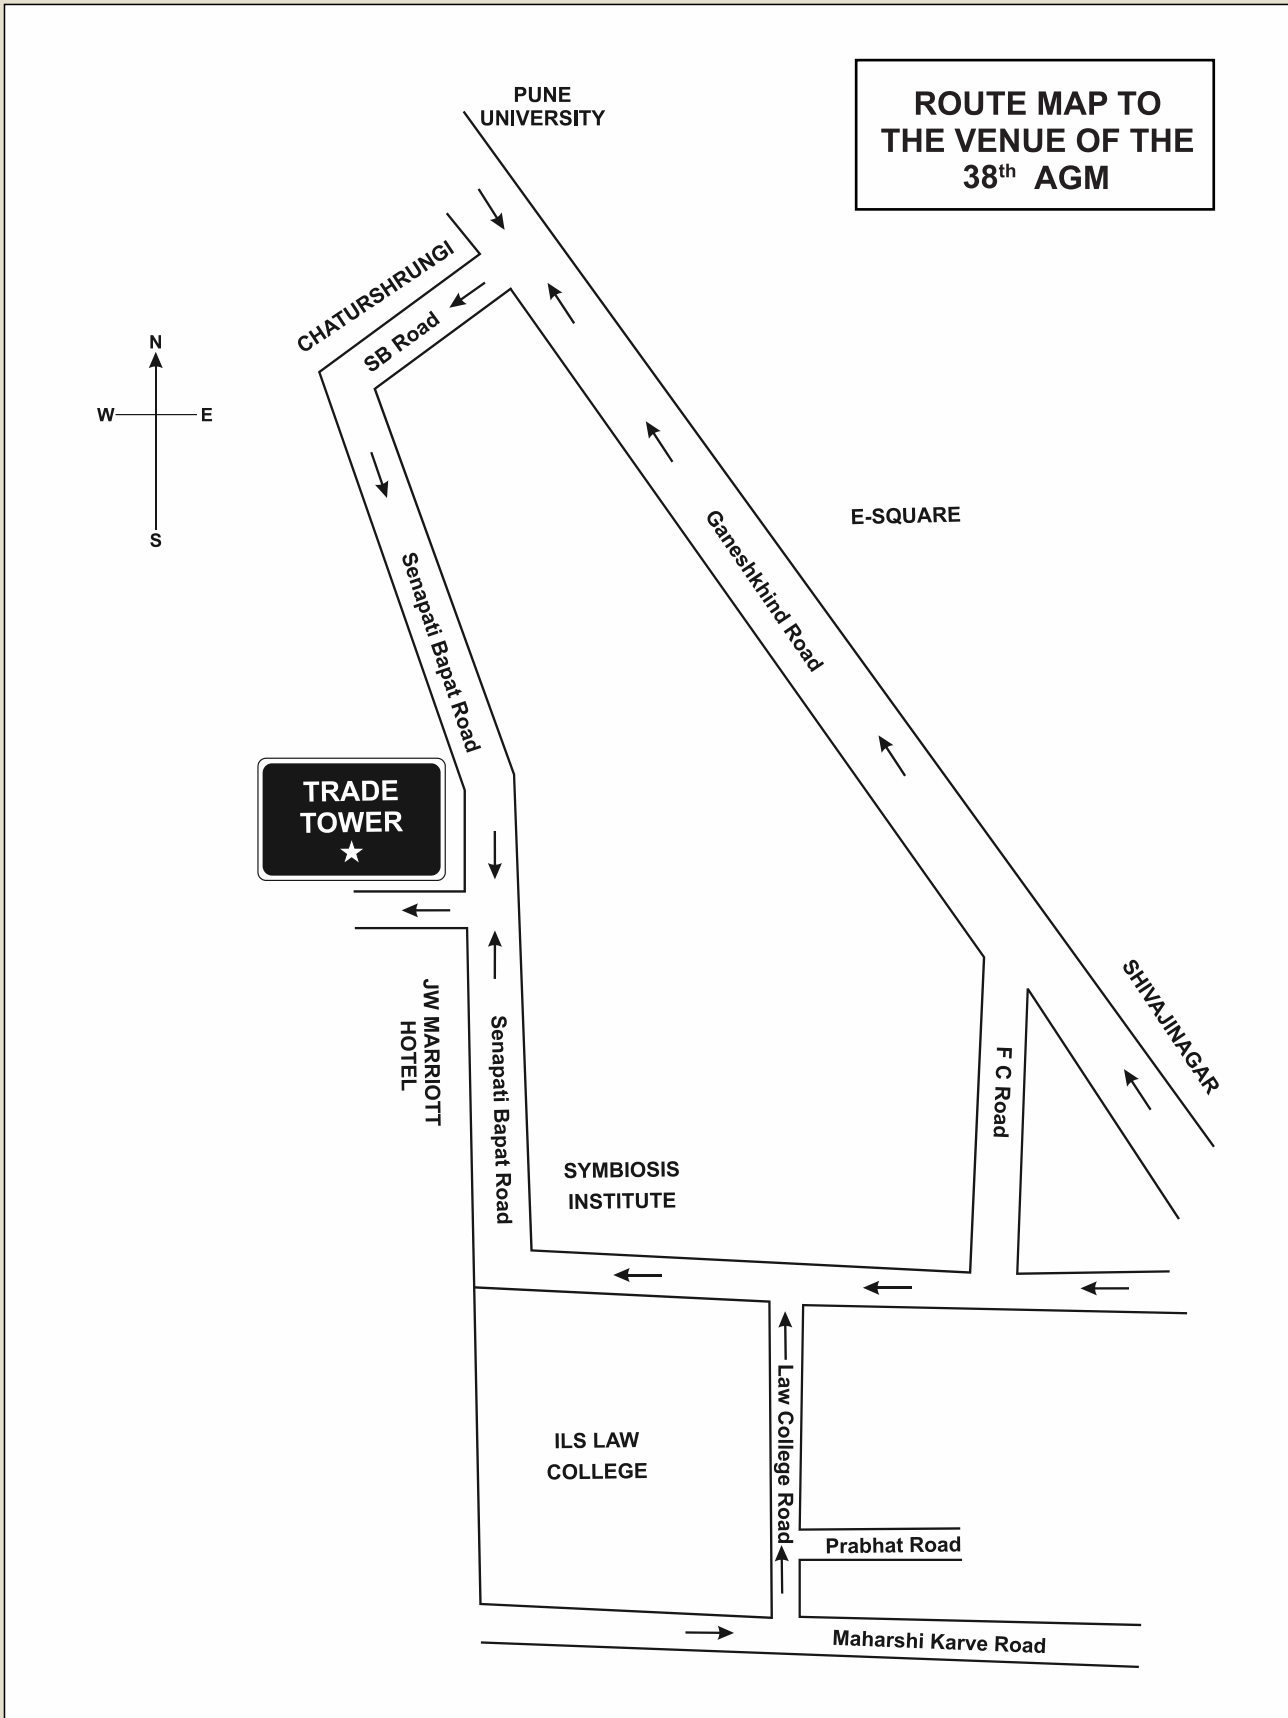 PUNE
UNIVERSITY
ROUTE MAP TO
THE VENUE OF THE
38th AGM
CHATURSHRUNGI
SB Road
N
W
E
S
E-SQUARE
Ganeshkhind Road
Senapati Bapat Road
TRADE
TOWER
SHIVAJINAGAR
JW MARRIOTT
HOTEL
Senapati Bapat Road
F C Road
SYMBIOSIS
INSTITUTE
Law College Road
ILS LAW
COLLEGE
Prabhat Road
Maharshi Karve Road